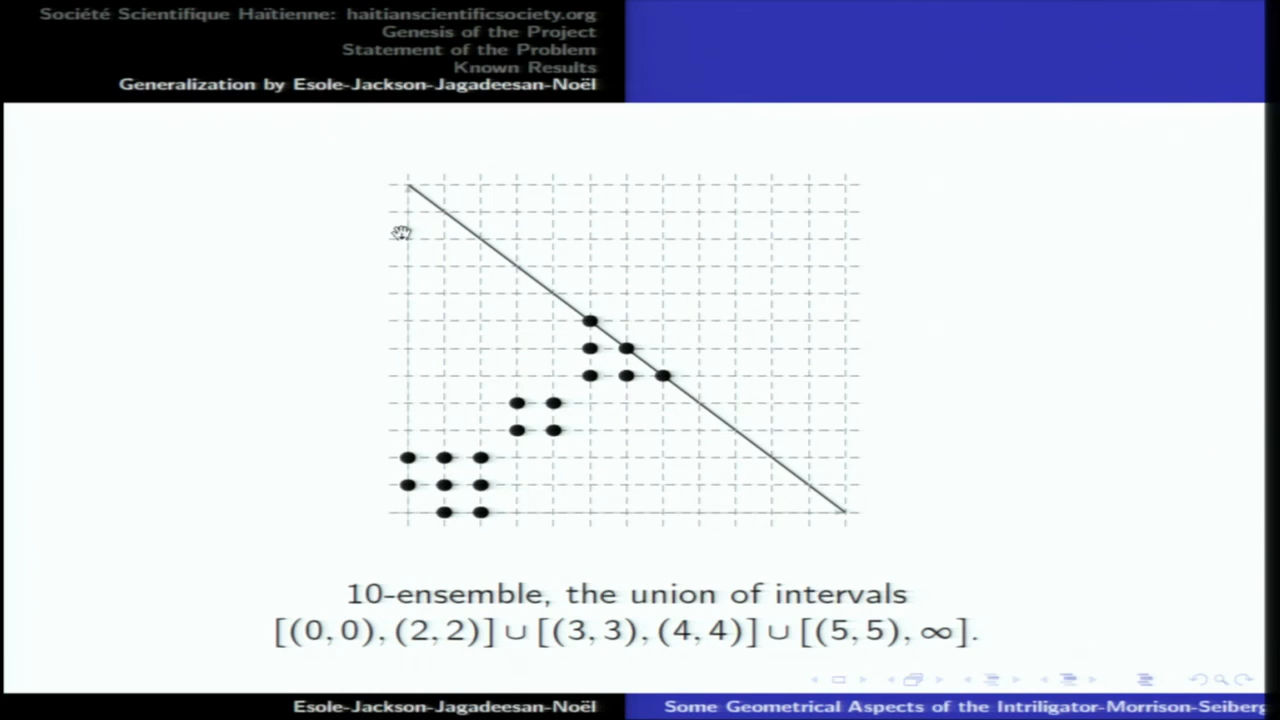 Société Scientifique Haïtienne: haitianscientificsociety.org
Genesis of the Project
Statement of the Problem
Known Results
Generalization by Esole-Jackson-Jagadeesan-Noël
10-ensemble, the union of intervals
[(0, 0), (2, 2)] ∪ [(3, 3), (4, 4)] ∪ [(5, 5), ∞].
Esole-Jackson-Jagadeesan-Noël
Some Geometrical Aspects of the Intriligator-Morrison-Seiberg